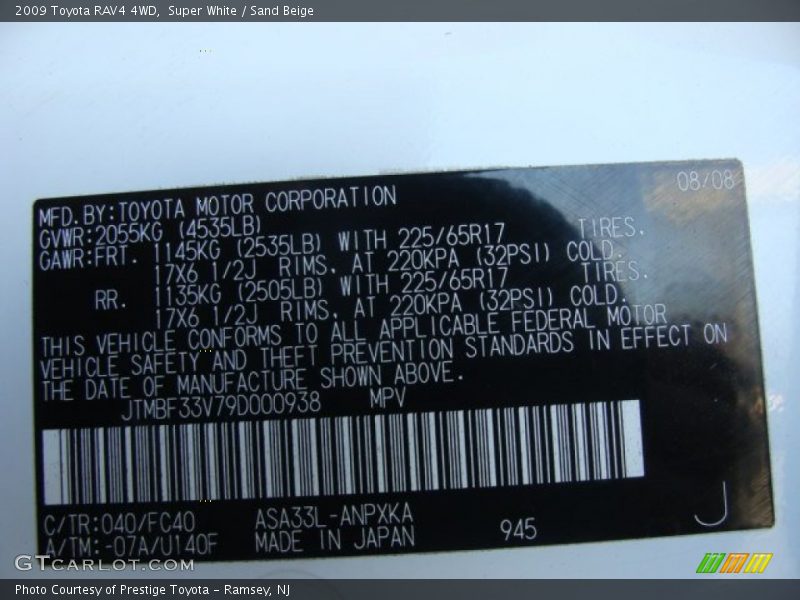 2009 Toyota RAV4 4WD,  Super White / Sand Beige
08/08
MFD.BY:TOYOTA MOTOR CORPORATION
GVWR:2055KG (4535LB)
GAWR:FRT. 1145KG (2535LB) WITH 225/65R17 TIRES.
17X6 1/2J RIMS. AT 220KPA (32PSI) COLD.
RR. 1135KG (2505LB) WITH 225/65R17 TIRES.
17X6 1/2J RIMS. AT 220KPA (32PSI) COLD.
THIS VEHICLE CONFORMS TO ALL APPLICABLE FEDERAL MOTOR
VEHICLE SAFETY AND THEFT PREVENTION STANDARDS IN EFFECT ON
THE DATE OF MANUFACTURE SHOWN ABOVE.
JTMBF33V79D000938 MPV
C/TR:040/FC40 ASA33L-ANPXKA
A/TM:-07A/U140F MADE IN JAPAN 945 J
GTCARLOT.COM
Photo Courtesy of Prestige Toyota - Ramsey, NJ